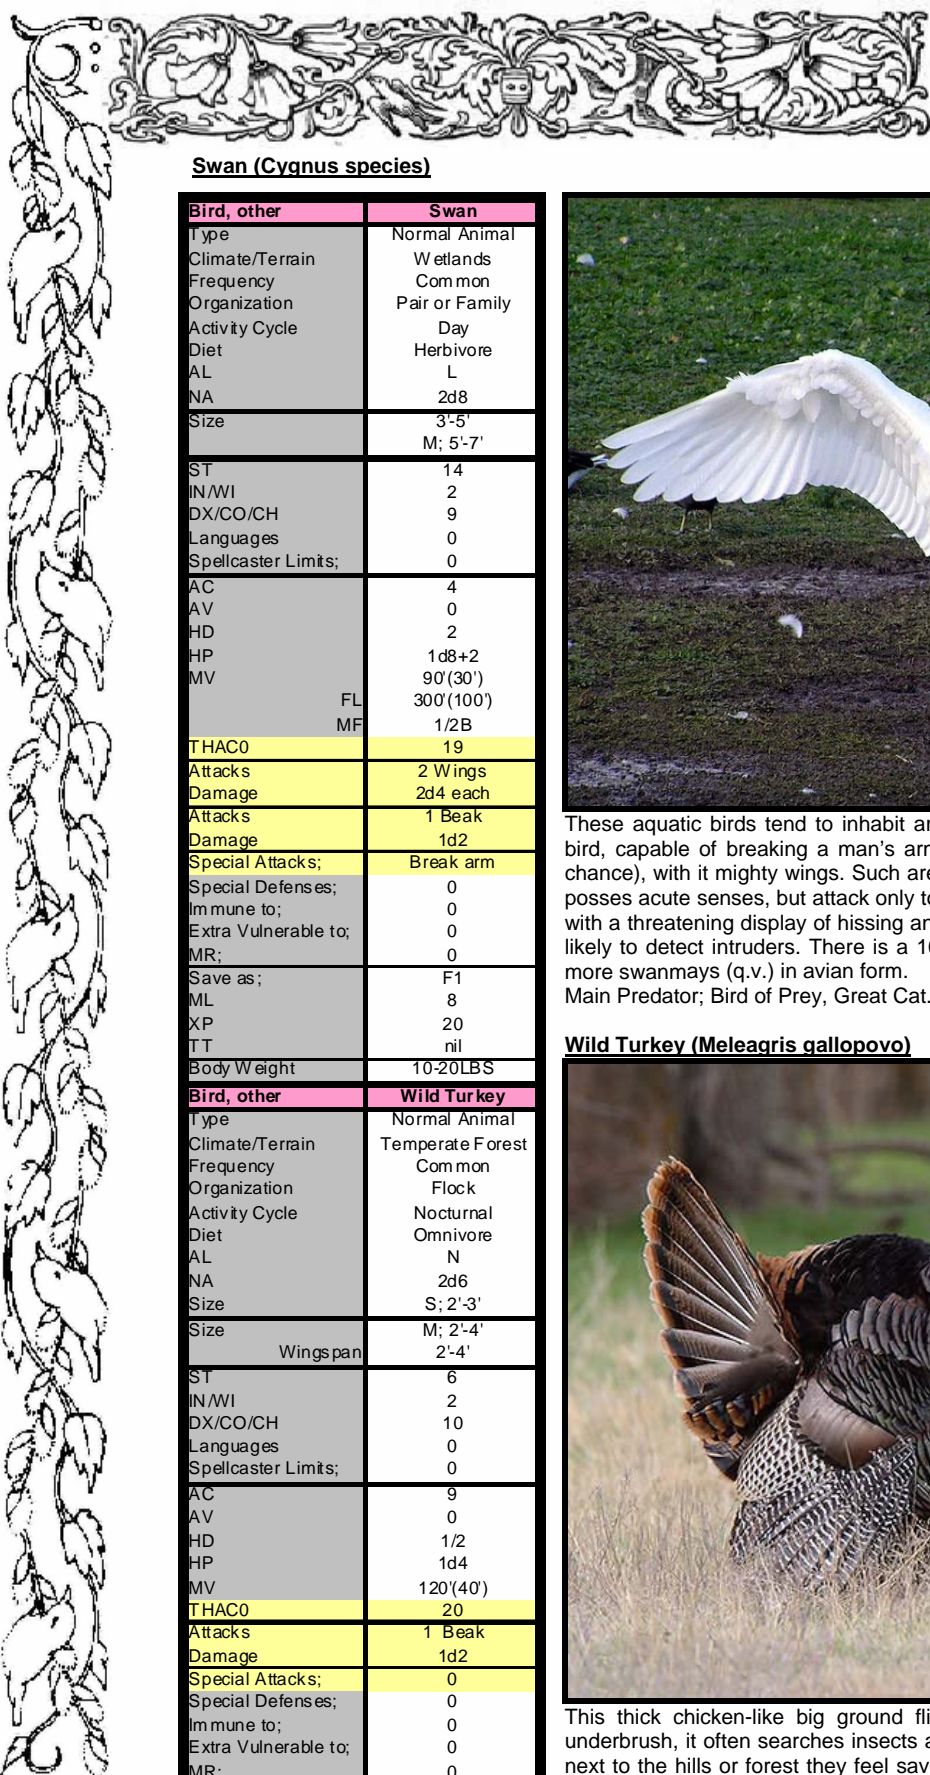 Swan (Cygnus species)
Bird, other Swan
Type Normal Animal
Climate/Terrain Wetlands
Frequency Common
Organization Pair or Family
Activity Cycle Day
Diet Herbivore
AL L
NA 2d8
Size 3'-5'
M; 5'-7'
ST 14
IN/WI 2
DX/CO/CH 9
Languages 0
Spellcaster Limits; 0
AC 4
AV 0
HD 2
HP 1d8+2
MV 90'(30')
FL 300'(100')
MF 1/2B
THAC0 19
Attacks 2 Wings
Damage 2d4 each
Attacks 1 Beak
Damage 1d2
Special Attacks; Break arm
Special Defenses; 0
Immune to; 0
Extra Vulnerable to; 0
MR; 0
Save as; F1
ML 8
XP 20
TT nil
Body Weight 10-20LBS
These aquatic birds tend to inhabit
bird, capable of breaking a man's
chance), with it mighty wings. Such
posses acute senses, but attack only
with a threatening display of hissing
likely to detect intruders. There is a
more swanmays (q.v.) in avian form.
Main Predator; Bird of Prey, Great Cat.
Wild Turkey (Meleagris gallopovo)
Bird, other Wild Turkey
Type Normal Animal
Climate/Terrain Temperate Forest
Frequency Common
Organization Flock
Activity Cycle Nocturnal
Diet Omnivore
AL N
NA 2d6
Size S; 2'-3'
Size M; 2'-4'
Wingspan 2'-4'
ST 6
IN/WI 2
DX/CO/CH 10
Languages 0
Spellcaster Limits; 0
AC 9
AV 0
HD 1/2
HP 1d4
MV 120'(40')
THAC0 20
Attacks 1 Beak
Damage 1d2
Special Attacks; 0
Special Defenses; 0
Immune to; 0
Extra Vulnerable to; 0
MR; 0
This thick chicken-like big ground
underbrush, it often searches insects
next to the hills or forest they feel